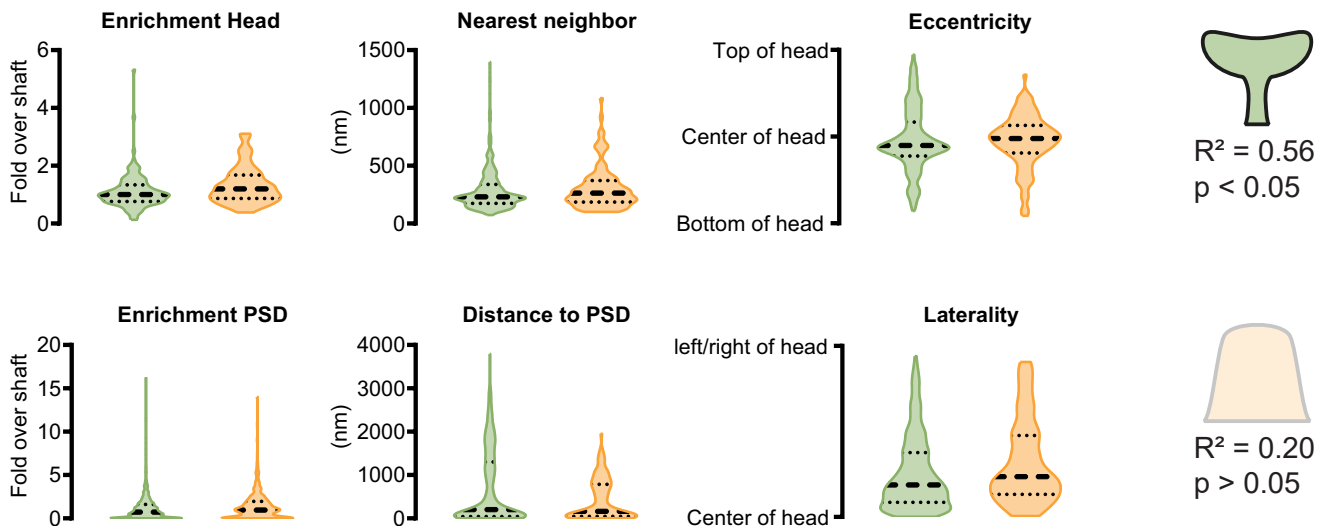 Enrichment Head
Fold over shaft
6
4
2
0
Nearest neighbor
(nm)
1500
1000
500
0
Eccentricity
Top of head
Center of head
Bottom of head
R² = 0.56
p < 0.05
Enrichment PSD
Fold over shaft
20
15
10
5
0
Distance to PSD
(nm)
4000
3000
2000
1000
0
Laterality
left/right of head
Center of head
R² = 0.20
p > 0.05